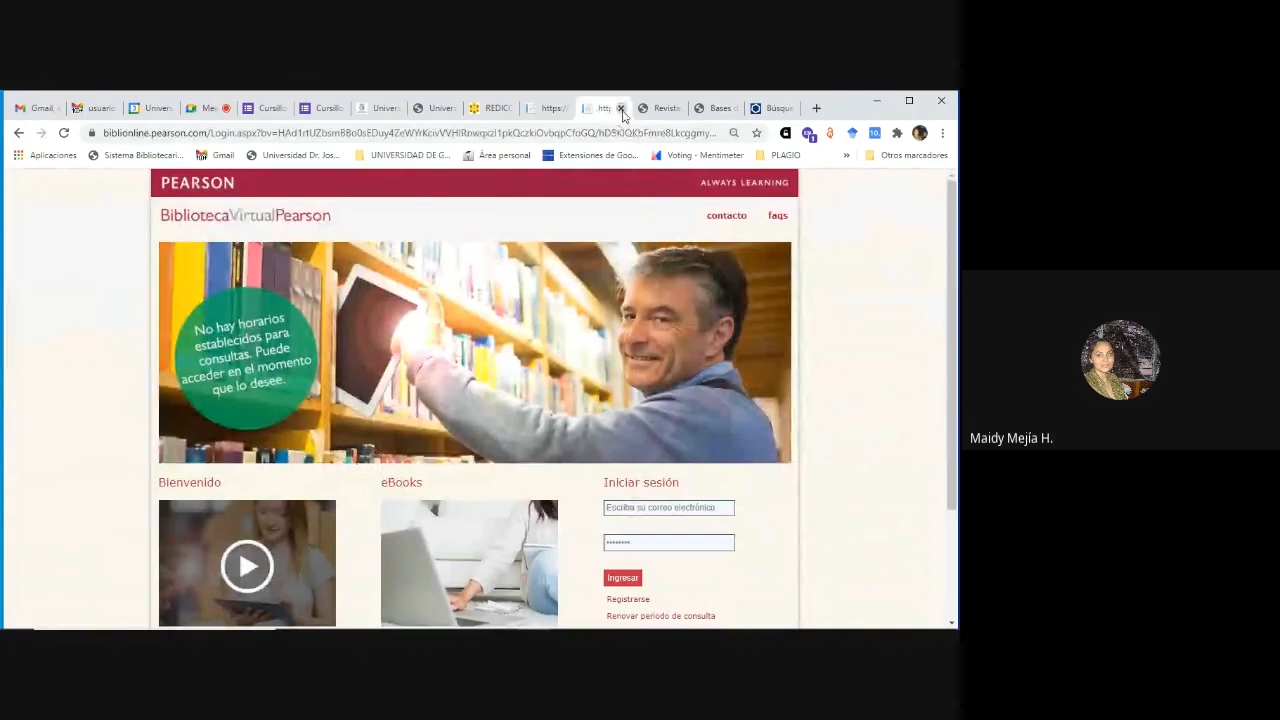 Gmail,
usuario
Univers
Me
Cursillo
Cursillo
Univers
Univer
REDICC
https:/
.http
Revista
Bases d
Búsque
biblionline.pearson.com/Login.aspx?bv=
Aplicaciones
Sistema Bibliotecari...
Gmail
Universidad Dr. Jos...
UNIVERSIDAD DE G...
Área personal
Extensiones de Goo...
Voting - Mentimeter
PLAGIO
»
Otros marcadores
PEARSON
ALWAYS LEARNING
BibliotecaVirtualPearson
contacto
faqs
No hay horarios
establecidos para
consultas. Puede
acceder en el momento
que lo desee.
Bienvenido
eBooks
Iniciar sesión
Escriba su correo electrónico
Ingresar
Registrarse
Renovar periodo de consulta
Maidy Mejía H.